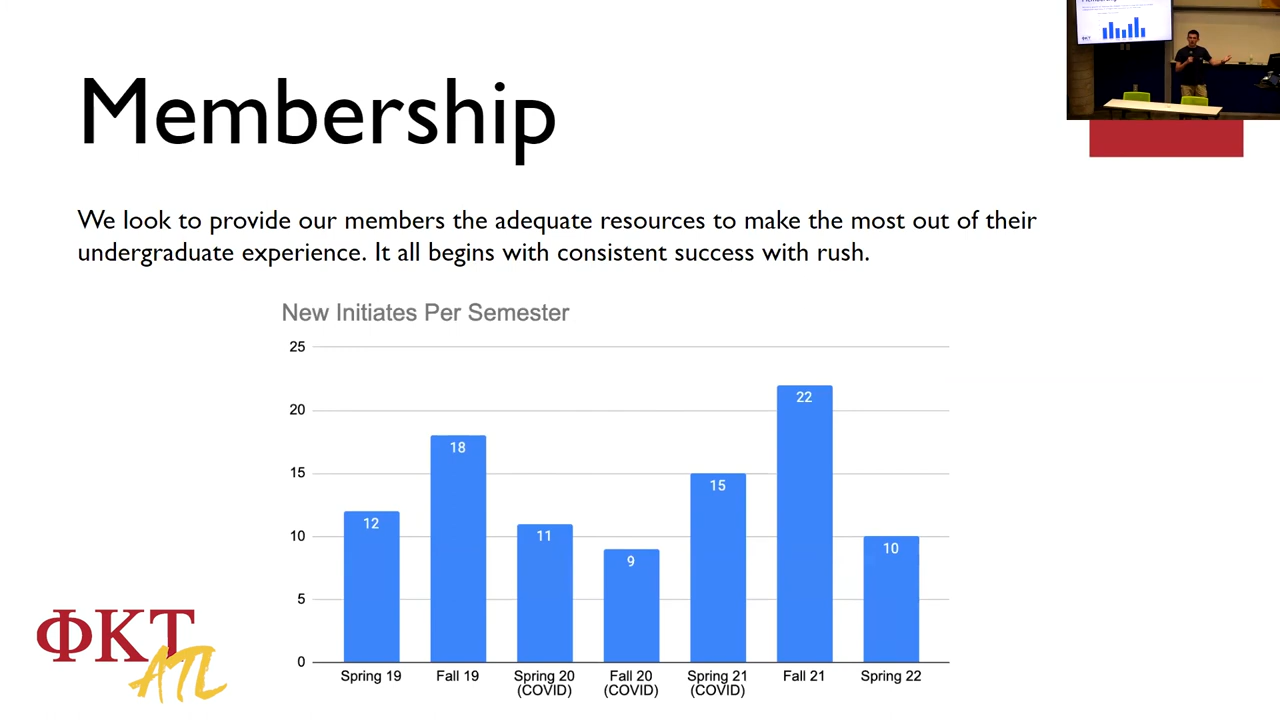 Membership
We look to provide our members the adequate resources to make the most out of their
undergraduate experience. It all begins with consistent success with rush.
New Initiates Per Semester
25
20
15
10
5
0
12
18
11
9
15
22
10
Spring 19
Fall 19
Spring 20
(COVID)
Fall 20
(COVID)
Spring 21
(COVID)
Fall 21
Spring 22
ΦΚΤ
ATL